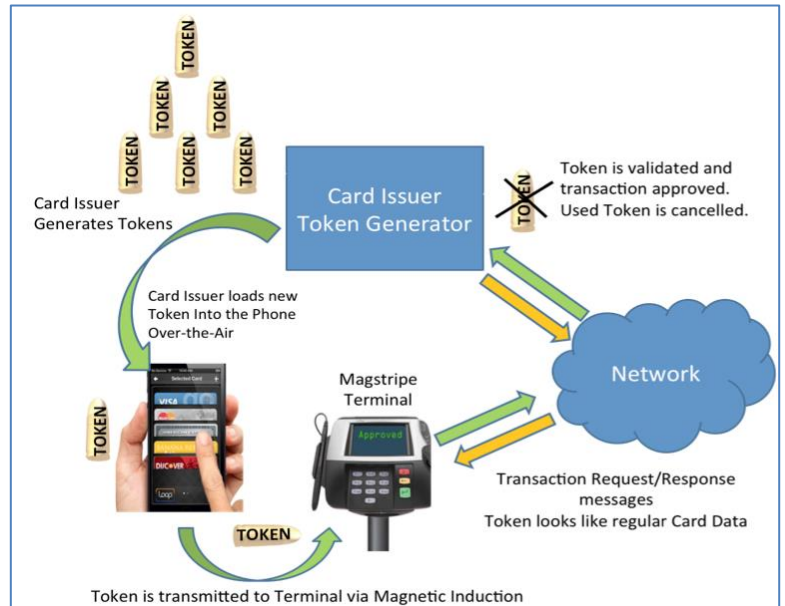 TOKEN
TOKEN
TOKEN
TOKEN
TOKEN
TOKEN
Card Issuer
Generates Tokens
Card Issuer
Token Generator
TOKEN
Token is validated and
transaction approved.
Used Token is cancelled.
Card Issuer loads new
Token Into the Phone
Over-the-Air
TOKEN
Selected Card
VISA
DISCOVER
Loop
Magstripe
Terminal
Approved
Network
Transaction Request/Response
messages
Token looks like regular Card Data
TOKEN
Token is transmitted to Terminal via Magnetic Induction